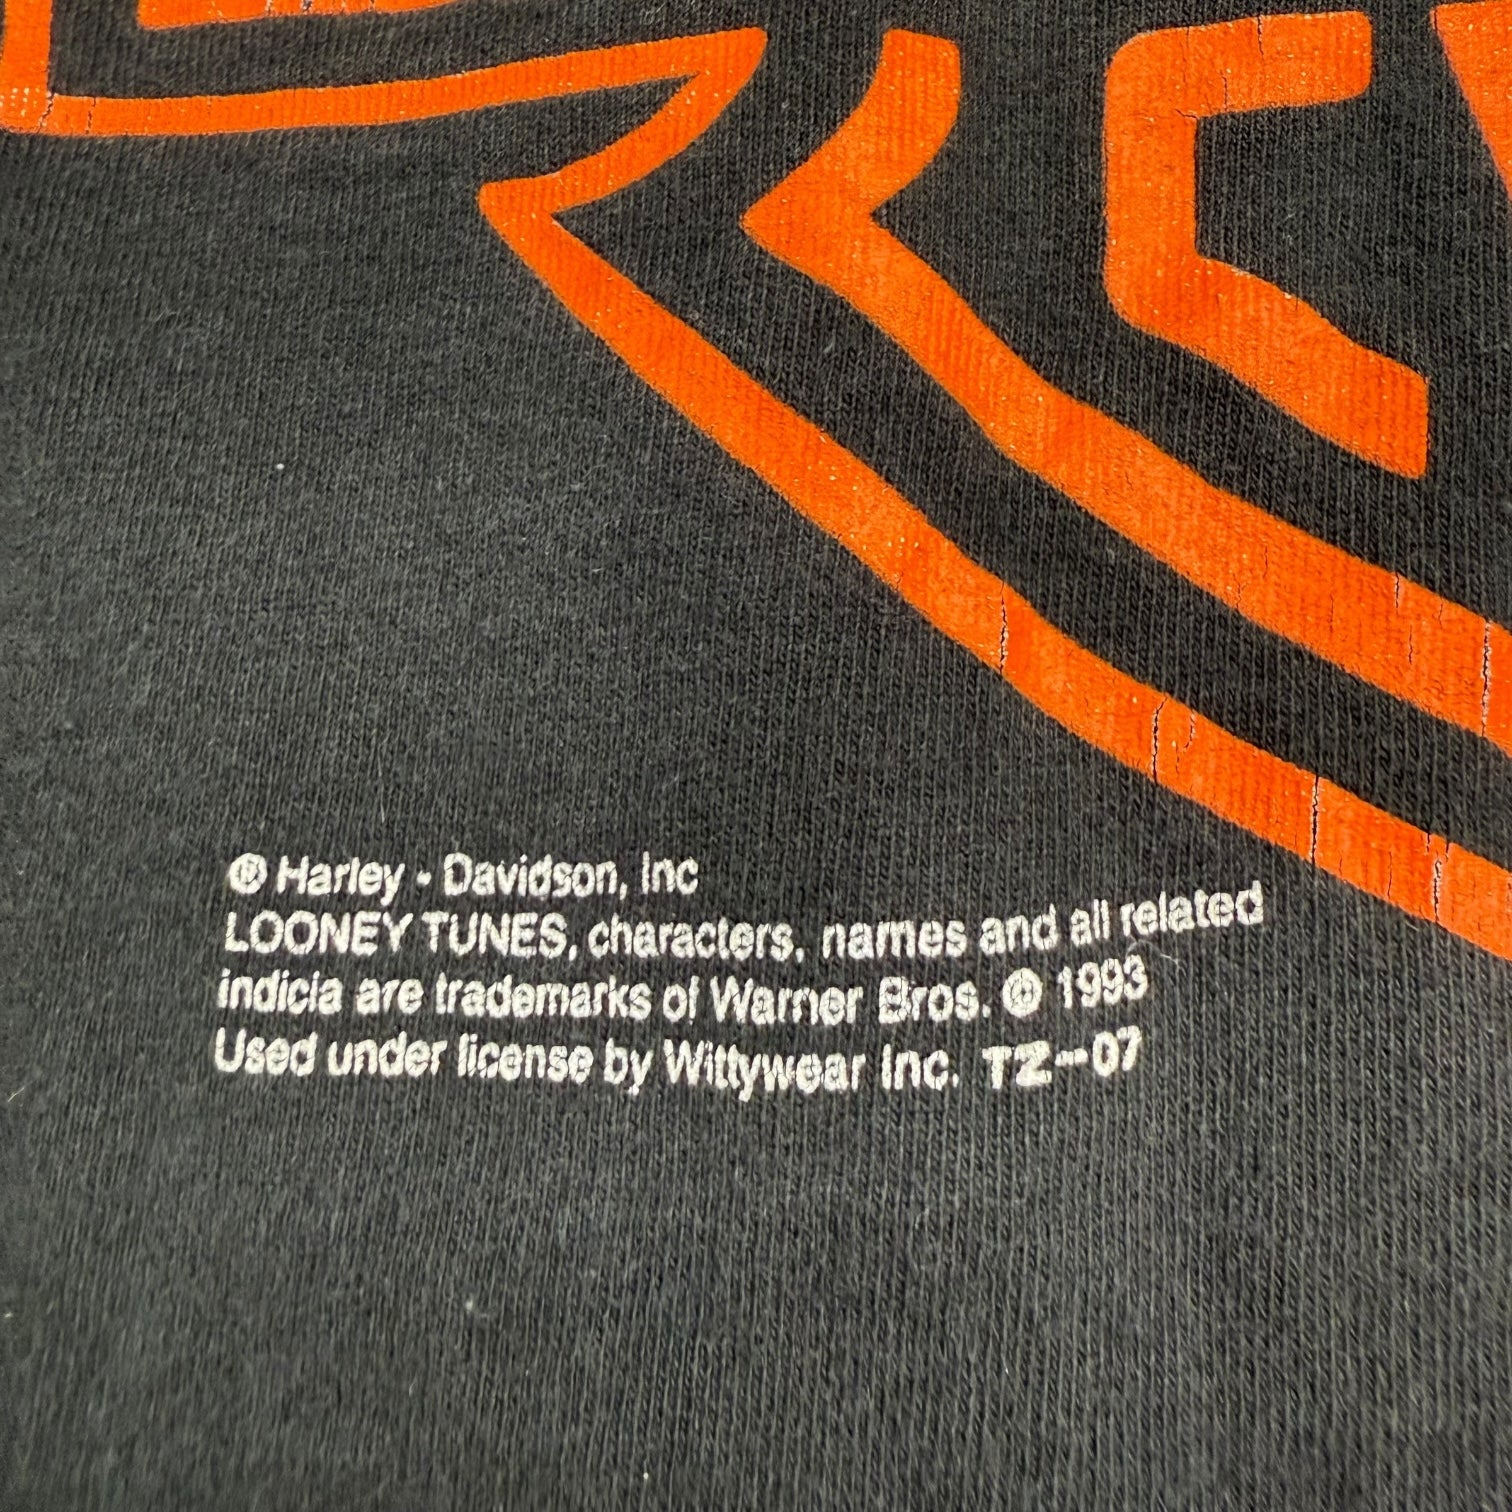 ® Harley - Davidson, Inc
LOONEY TUNES, characters, names and all related
indicia are trademarks of Warner Bros. © 1993
Used under license by Wittywear Inc. TZ-07